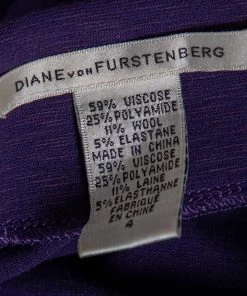 DIANE VON FURSTENBERG
59% VISCOSE
25% POLYAMIDE
11% WOOL
5% ELASTANE
MADE IN CHINA
59% VISCOSE
25% POLYAMIDE
11% LAINE
5% ELASTHANNE
FABRIQUÉ
EN CHINE
4